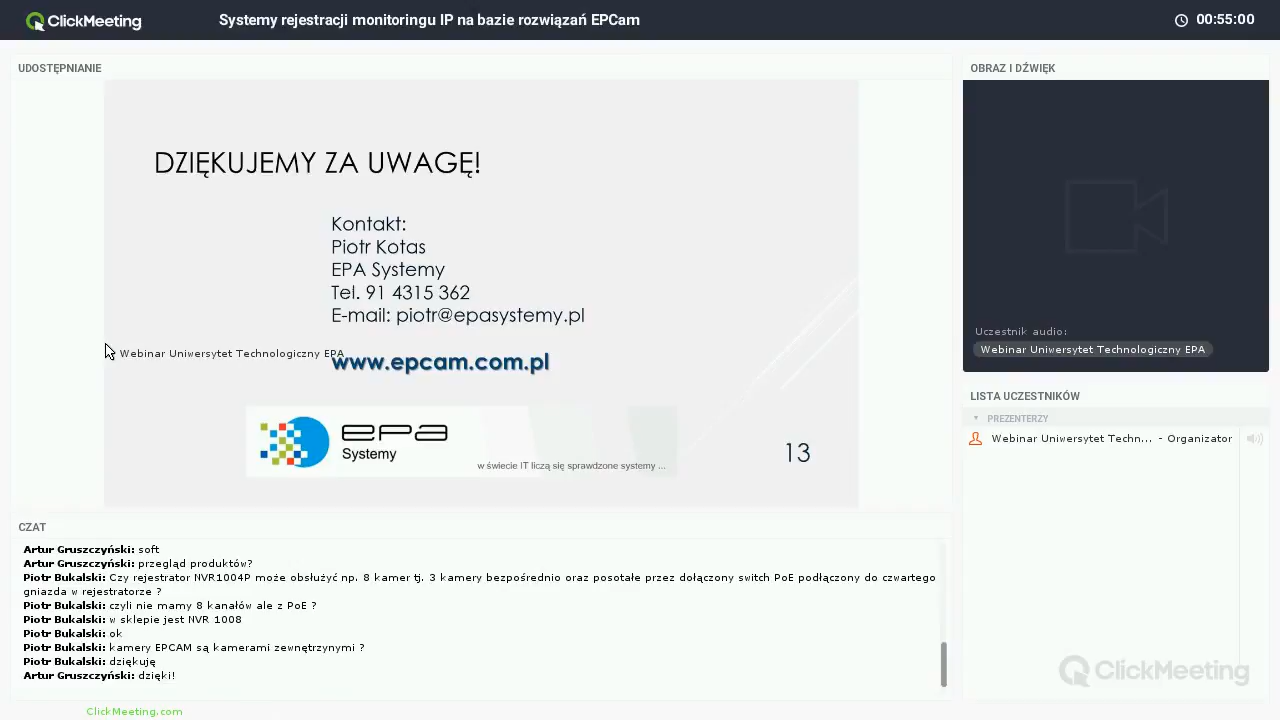 ClickMeeting
Systemy rejestracji monitoringu IP na bazie rozwiązań EPCam
00:55:00
UDOSTĘPNIANIE
DZIĘKUJEMY ZA UWAGĘ!
Kontakt:
Piotr Kotas
EPA Systemy
Tel. 91 4315 362
E-mail: piotr@epasystemy.pl
Webinar Uniwersytet Technologiczny EPA
www.epcam.com.pl
epa
Systemy
w świecie IT liczą się sprawdzone systemy ...
13
OBRAZ I DŹWIĘK
Uczestnik audio:
Webinar Uniwersytet Technologiczny EPA
LISTA UCZESTNIKÓW
PREZENTERZY
Webinar Uniwersytet Techn... - Organizator
CZAT
Artur Gruszczyński: soft
Artur Gruszczyński: przegląd produktów?
Piotr Bukalski: Czy rejestrator NVR1004P może obsłużyć np. 8 kamer tj. 3 kamery bezpośrednio oraz posotałe przez dołączony switch PoE podłączony do czwartego
gniazda w rejestratorze ?
Piotr Bukalski: czyli nie mamy 8 kanałów ale z PoE ?
Piotr Bukalski: w sklepie jest NVR 1008
Piotr Bukalski: ok
Piotr Bukalski: kamery EPCAM są kamerami zewnętrzynymi ?
Piotr Bukalski: dziękuję
Artur Gruszczyński: dzięki!
ClickMeeting
ClickMeeting.com